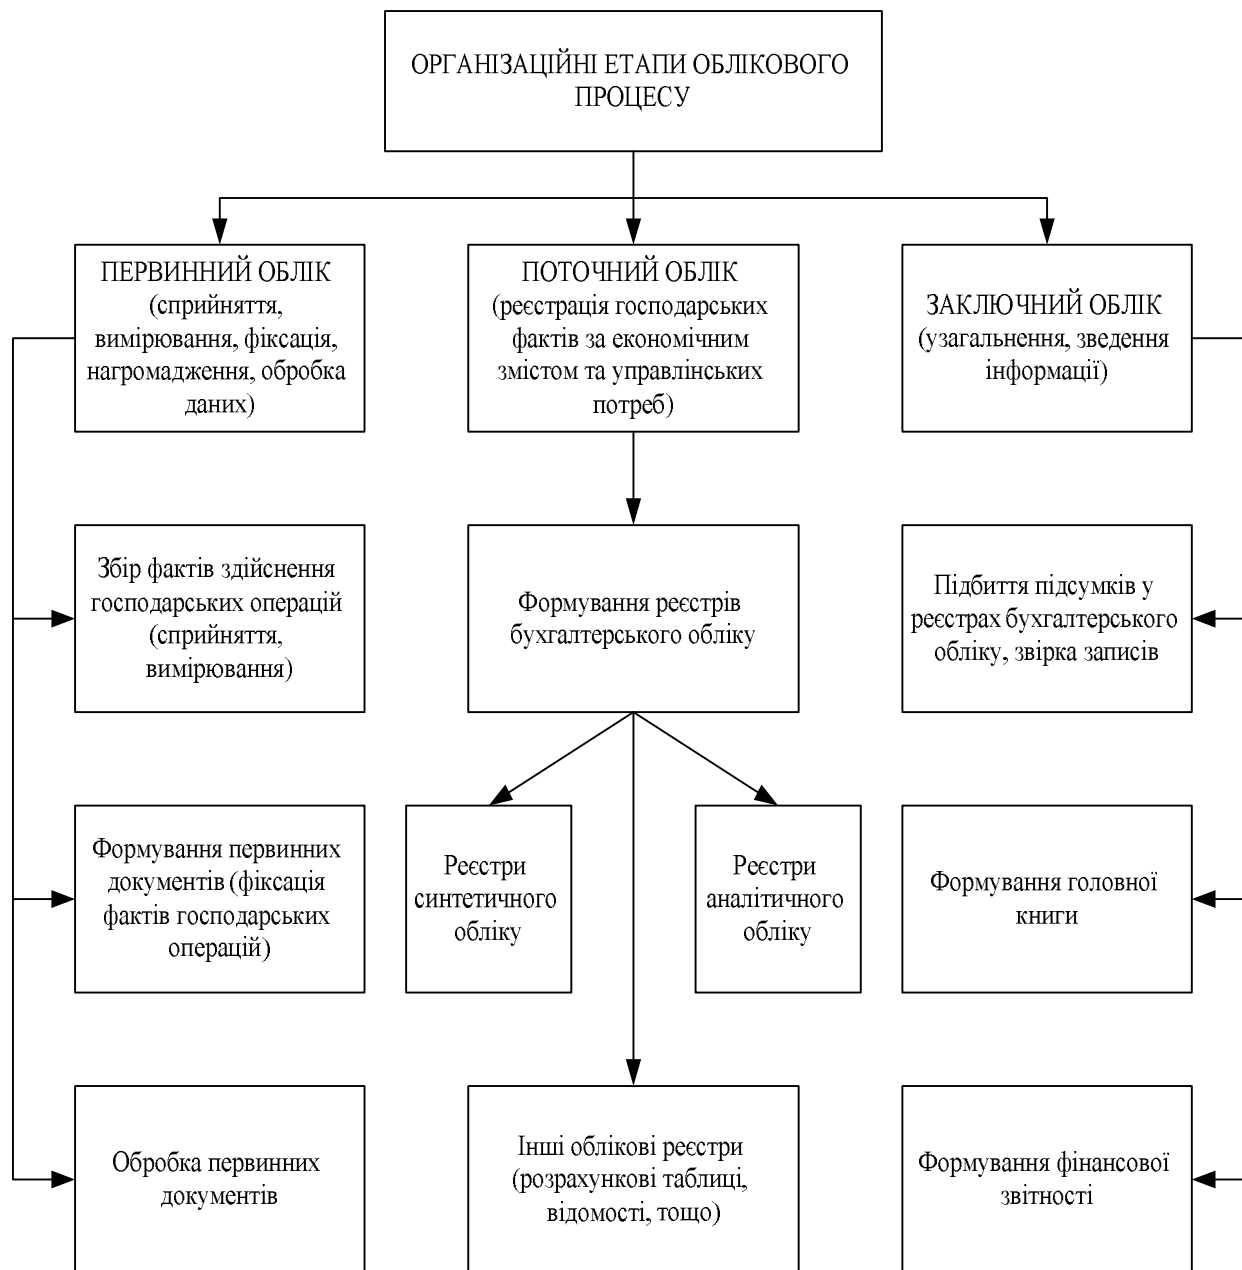 ОРГАНІЗАЦІЙНІ ЕТАПИ ОБЛІКОВОГО
ПРОЦЕСУ
ПЕРВИННИЙ ОБЛІК
(сприйняття,
вимірювання, фіксація,
нагромадження, обробка
даних)
ПОТОЧНИЙ ОБЛІК
(реєстрація господарських
фактів за економічним
змістом та управлінських
потреб)
ЗАКЛЮЧНИЙ ОБЛІК
(узагальнення, зведення
інформації)
Збір фактів здійснення
господарських операцій
(сприйняття,
вимірювання)
Формування реєстрів
бухгалтерського обліку
Підбиття підсумків у
реєстрах бухгалтерського
обліку, звірка записів
Формування первинних
документів (фіксація
фактів господарських
операцій)
Реєстри
синтетичного
обліку
Реєстри
аналітичного
обліку
Формування головної
книги
Обробка первинних
документів
Інші облікові реєстри
(розрахункові таблиці,
відомості, тощо)
Формування фінансової
звітності